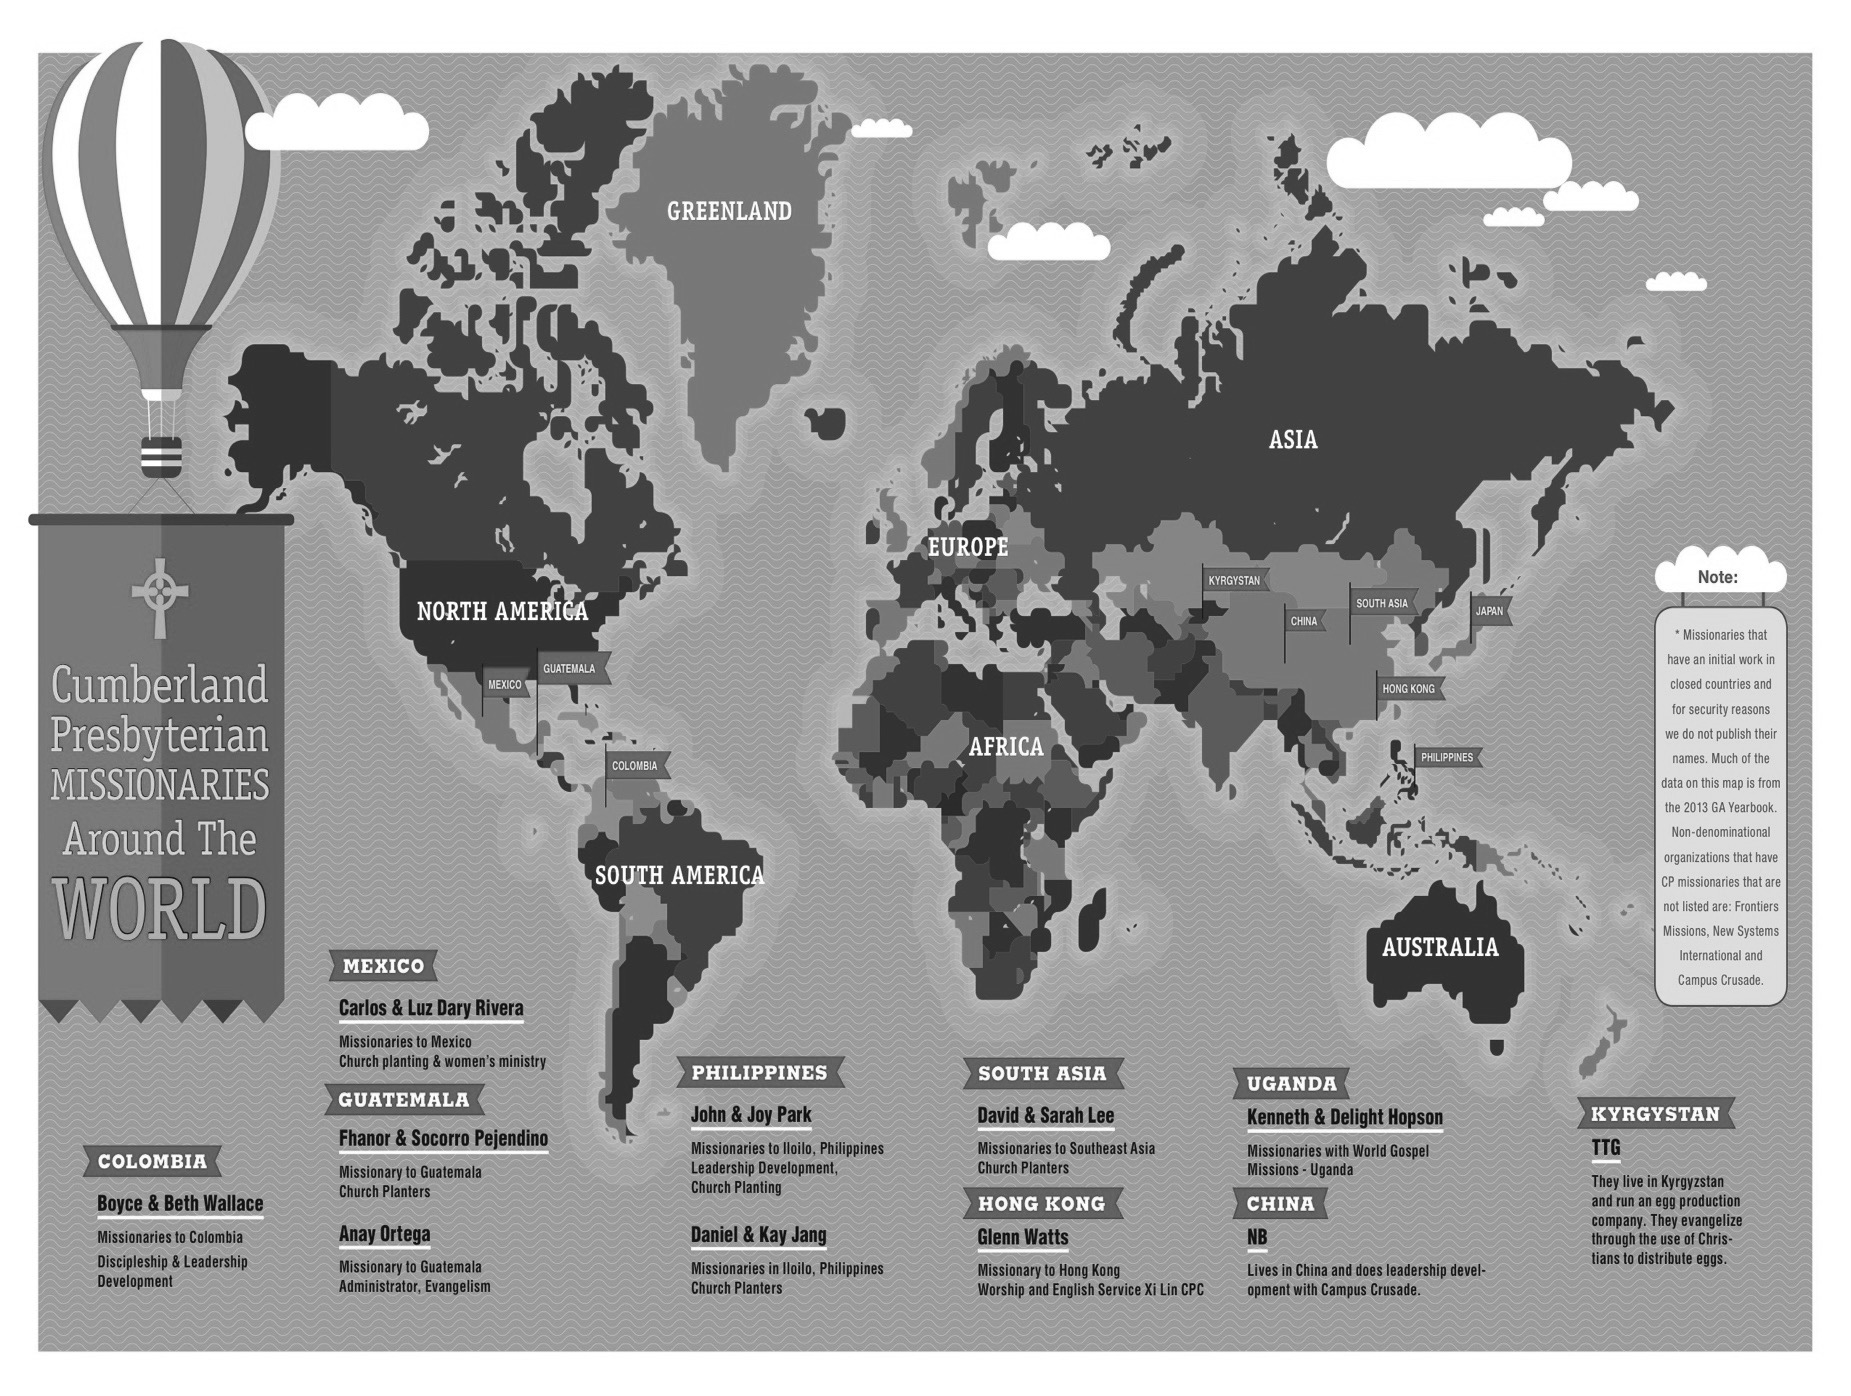 Cumberland
Presbyterian
MISSIONARIES
Around The
WORLD
GREENLAND
ASIA
EUROPE
NORTH AMERICA
AFRICA
SOUTH AMERICA
AUSTRALIA
KYRGYSTAN
SOUTH ASIA
CHINA
JAPAN
HONG KONG
PHILIPPINES
GUATEMALA
MEXICO
COLOMBIA
Note:
* Missionaries that
have an initial work in
closed countries and
for security reasons
we do not publish their
names. Much of the
data on this map is from
the 2013 GA Yearbook.
Non-denominational
organizations that have
CP missionaries that are
not listed are: Frontiers
Missions, New Systems
International and
Campus Crusade.
COLOMBIA
Boyce & Beth Wallace
Missionaries to Colombia
Discipleship & Leadership
Development
MEXICO
Carlos & Luz Dary Rivera
Missionaries to Mexico
Church planting & women's ministry
GUATEMALA
Fhanor & Socorro Pejendino
Missionary to Guatemala
Church Planters
Anay Ortega
Missionary to Guatemala
Administrator, Evangelism
PHILIPPINES
John & Joy Park
Missionaries to Iloilo, Philippines
Leadership Development,
Church Planting
Daniel & Kay Jang
Missionaries in Iloilo, Philippines
Church Planters
SOUTH ASIA
David & Sarah Lee
Missionaries to Southeast Asia
Church Planters
HONG KONG
Glenn Watts
Missionary to Hong Kong
Worship and English Service Xi Lin CPC
UGANDA
Kenneth & Delight Hopson
Missionaries with World Gospel
Missions - Uganda
CHINA
NB
Lives in China and does leadership devel-
opment with Campus Crusade.
KYRGYSTAN
TTG
They live in Kyrgyzstan
and run an egg production
company. They evangelize
through the use of Chris-
tians to distribute eggs.